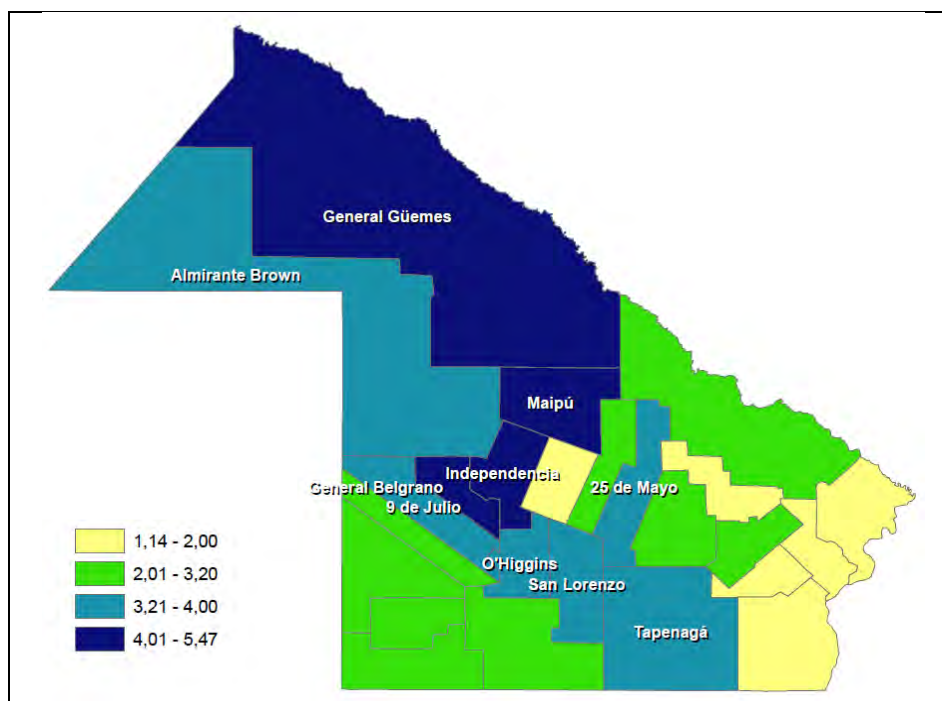 General Güemes
Almirante Brown
Maipú
Independencia
General Belgrano
25 de Mayo
9 de Julio
O'Higgins
San Lorenzo
Tapenagá
1,14 - 2,00
2,01 - 3,20
3,21 - 4,00
4,01 - 5,47